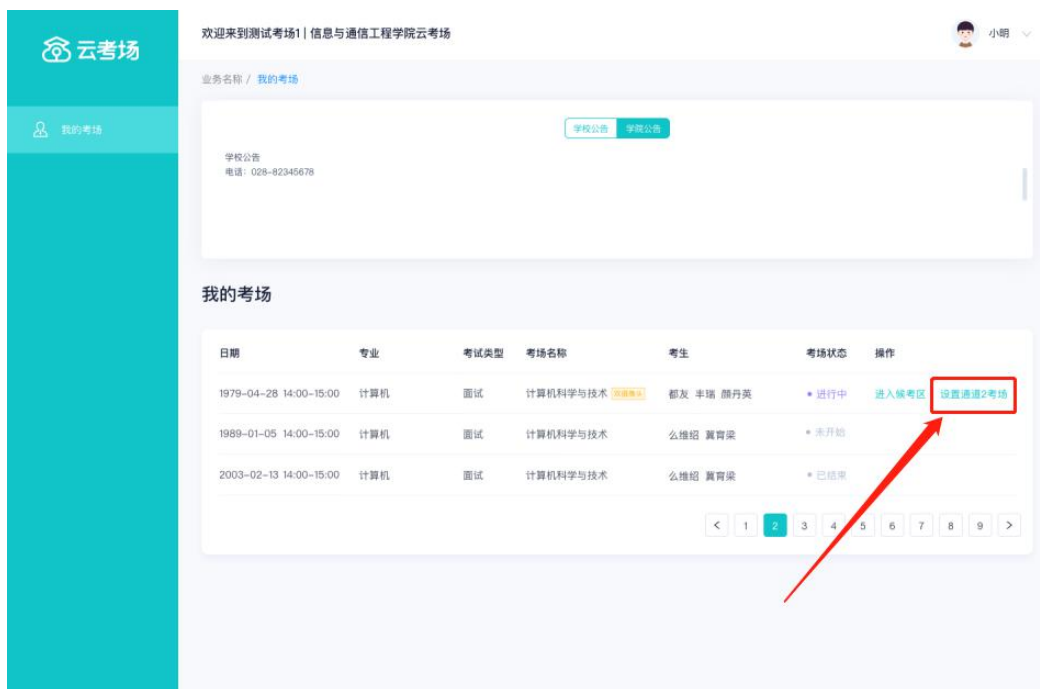 云考场
欢迎来到测试考场1 | 信息与通信工程学院云考场
小明
业务名称 / 我的考场
我的考场
学校公告 学院公告
学校公告
电话：028-82345678
我的考场
日期 专业 考试类型 考场名称 考生 考场状态 操作
1979-04-28 14:00-15:00 计算机 面试 计算机科学与技术 都友 丰瑞 颜丹英 进行中 进入候考区 设置通道2考场
1989-01-05 14:00-15:00 计算机 面试 计算机科学与技术 么维绍 冀育梁 未开始
2003-02-13 14:00-15:00 计算机 面试 计算机科学与技术 么维绍 冀育梁 已结束
< 1 2 3 4 5 6 7 8 9 >